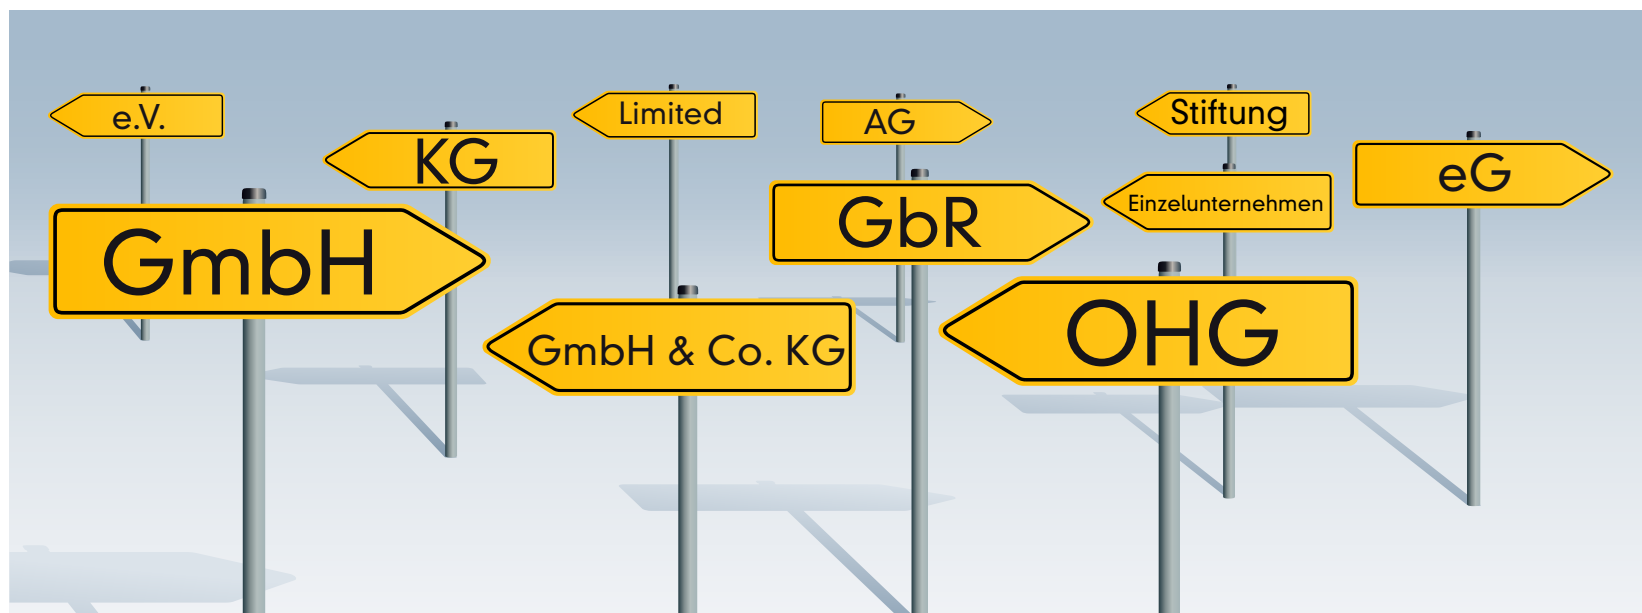 e.V.
Limited
AG
Stiftung
KG
eG
Einzelunternehmen
GbR
GmbH
OHG
GmbH & Co. KG